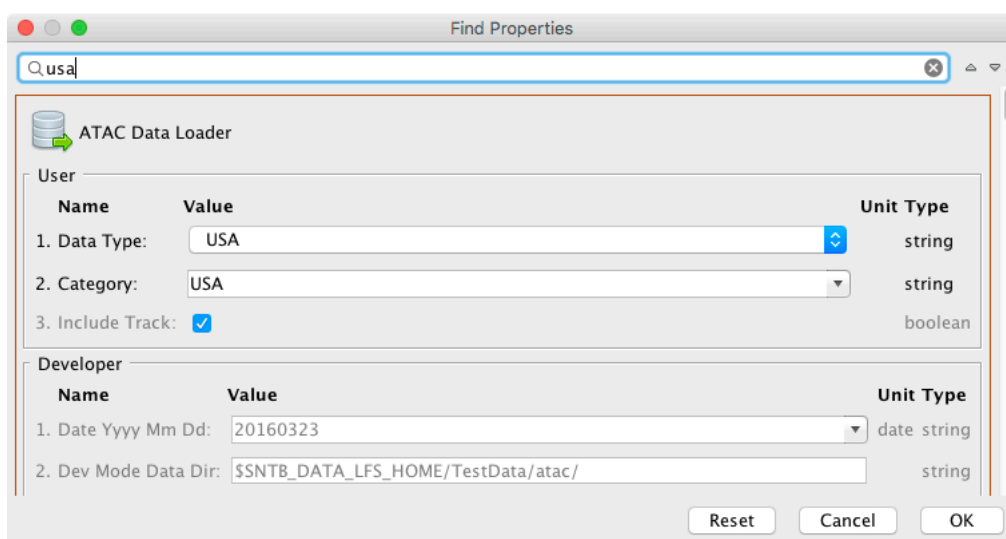 Find Properties
usa
ATAC Data Loader
User
Name Value Unit Type
1. Data Type: USA string
2. Category: USA string
3. Include Track: boolean
Developer
Name Value Unit Type
1. Date Yyyy Mm Dd: 20160323 date string
2. Dev Mode Data Dir: $SNTB_DATA_LFS_HOME/TestData/atac/ string
Reset Cancel OK